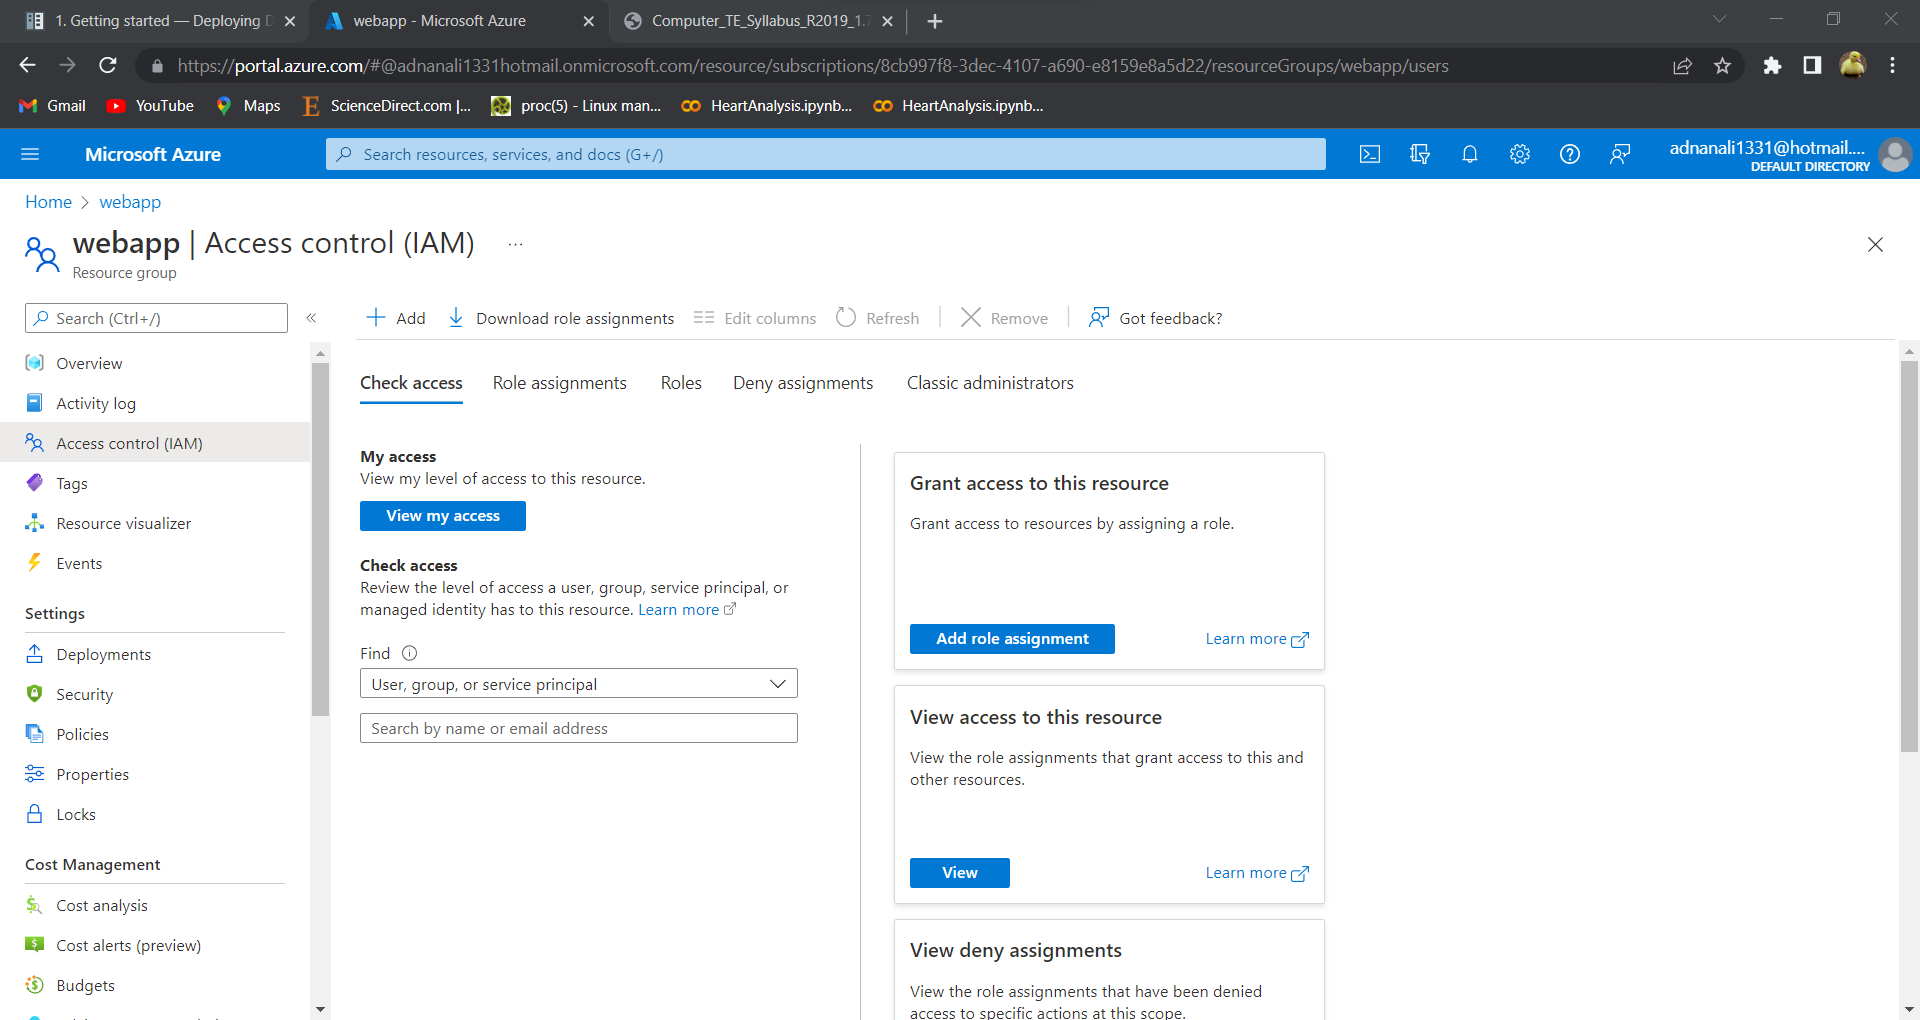 1. Getting started — Deploying D
webapp - Microsoft Azure
Computer_TE_Syllabus_R2019_1.7
https://portal.azure.com/#@adnanali1331hotmail.onmicrosoft.com/resource/subscriptions/8cb997f8-3dec-4107-a690-e8159e8a5d22/resourceGroups/webapp/users
Gmail
YouTube
Maps
ScienceDirect.com |...
proc(5) - Linux man...
HeartAnalysis.ipynb...
HeartAnalysis.ipynb...
Microsoft Azure
Search resources, services, and docs (G+/)
adnanali1331@hotmail....
DEFAULT DIRECTORY
Home > webapp
webapp | Access control (IAM) ...
Resource group
Search (Ctrl+/)
«
Overview
Activity log
Access control (IAM)
Tags
Resource visualizer
Events
Settings
Deployments
Security
Policies
Properties
Locks
Cost Management
Cost analysis
Cost alerts (preview)
Budgets
Add
Download role assignments
Edit columns
Refresh
Remove
Got feedback?
Check access
Role assignments
Roles
Deny assignments
Classic administrators
My access
View my level of access to this resource.
View my access
Check access
Review the level of access a user, group, service principal, or
managed identity has to this resource. Learn more
Find
User, group, or service principal
Search by name or email address
Grant access to this resource
Grant access to resources by assigning a role.
Add role assignment
Learn more
View access to this resource
View the role assignments that grant access to this and
other resources.
View
Learn more
View deny assignments
View the role assignments that have been denied
access to specific actions at this scope.